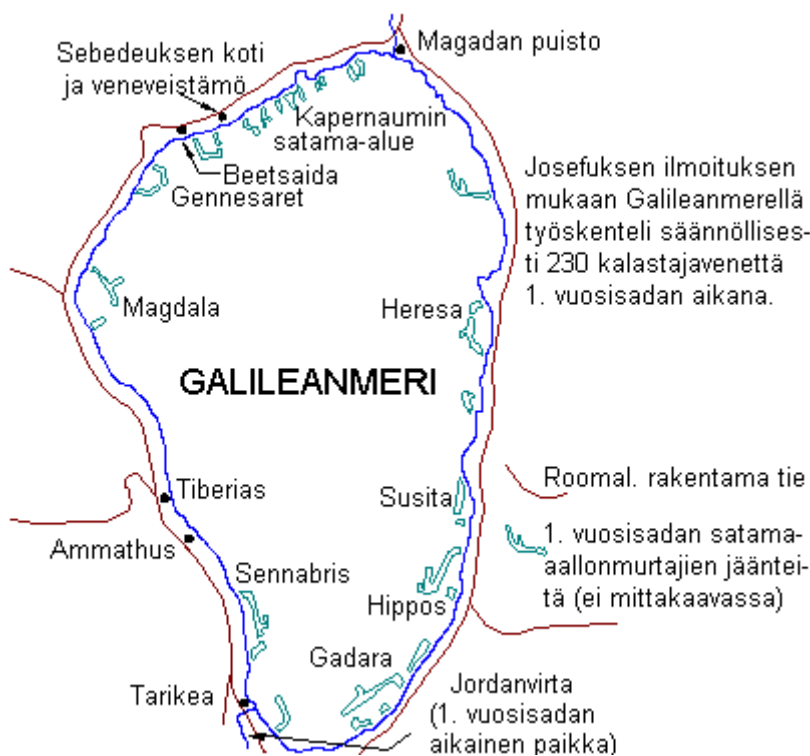 Sebedeuksen koti
ja veneveistämö
Magadan puisto
Kapernaumin
satama-alue
Beetsaida
Gennesaret
Josefuksen ilmoituksen
mukaan Galileanmerellä
työskenteli säännöllises-
ti 230 kalastajavenettä
1. vuosisadan aikana.
Magdala
Heresa
GALILEANMERI
Tiberias
Susita
Roomal. rakentama tie
Ammathus
1. vuosisadan satama-
aallonmurtajien jääntei-
tä (ei mittakaavassa)
Sennabris
Hippos
Gadara
Tarikea
Jordanvirta
(1. vuosisadan
aikainen paikka)